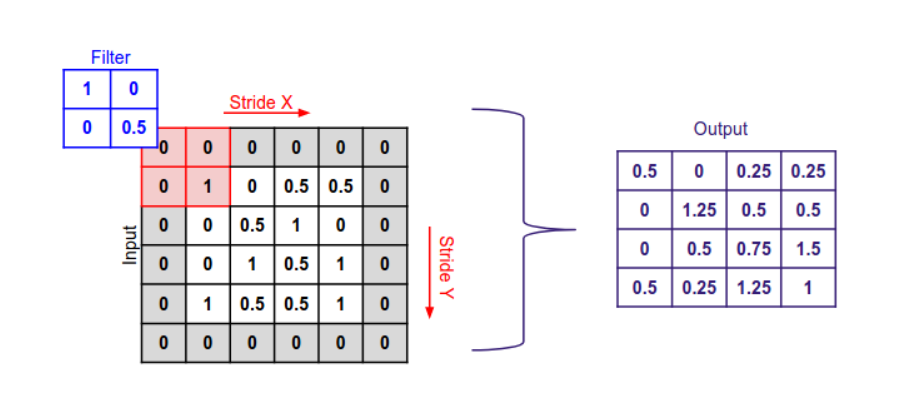 Filter
1 0
0 0.5
Stride X
Input
0 0 0 0 0 0
0 1 0 0.5 0.5 0
0 0 0.5 1 0 0
0 0 1 0.5 1 0
0 1 0.5 0.5 1 0
0 0 0 0 0 0
Stride Y
Output
0.5 0 0.25 0.25
0 1.25 0.5 0.5
0 0.5 0.75 1.5
0.5 0.25 1.25 1